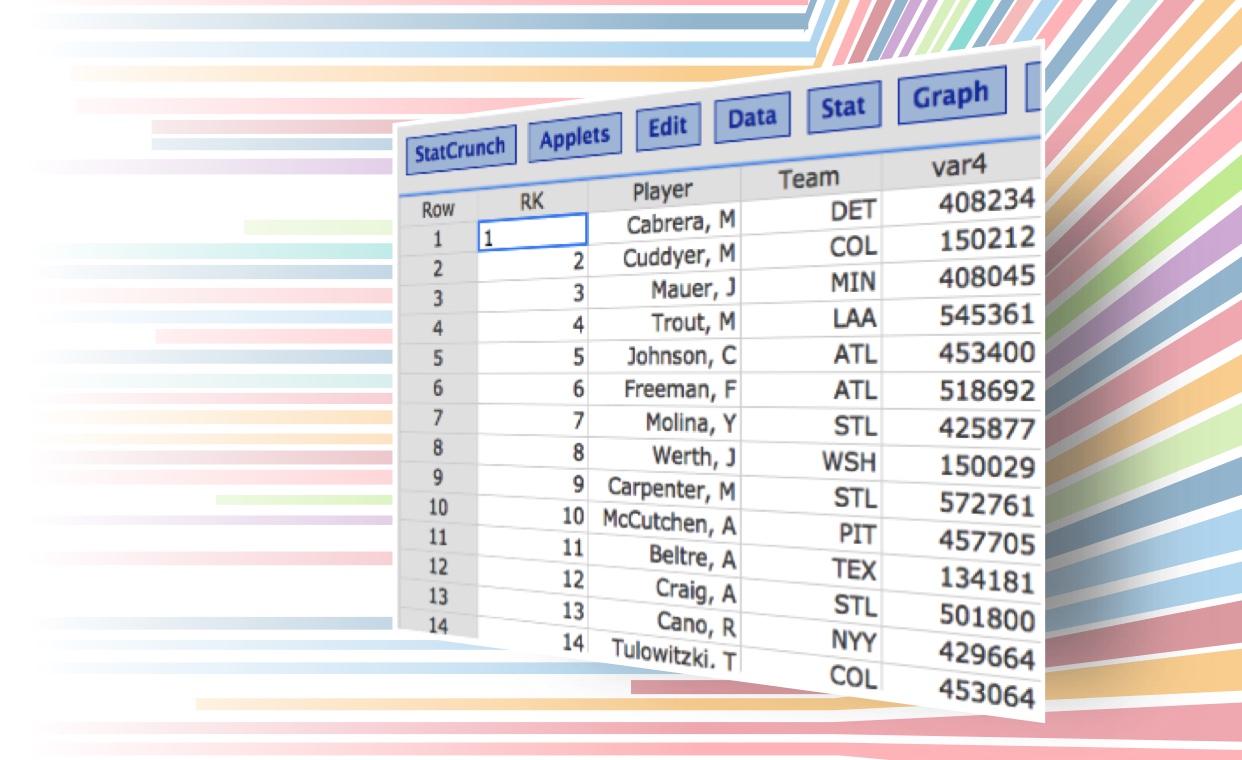 StatCrunch Applets Edit Data Stat Graph
Row RK Player Team var4
1 1 Cabrera, M DET 408234
2 2 Cuddyer, M COL 150212
3 3 Mauer, J MIN 408045
4 4 Trout, M LAA 545361
5 5 Johnson, C ATL 453400
6 6 Freeman, F ATL 518692
7 7 Molina, Y STL 425877
8 8 Werth, J WSH 150029
9 9 Carpenter, M STL 572761
10 10 McCutchen, A PIT 457705
11 11 Beltre, A TEX 134181
12 12 Craig, A STL 501800
13 13 Cano, R NYY 429664
14 14 Tulowitzki. T COL 453064